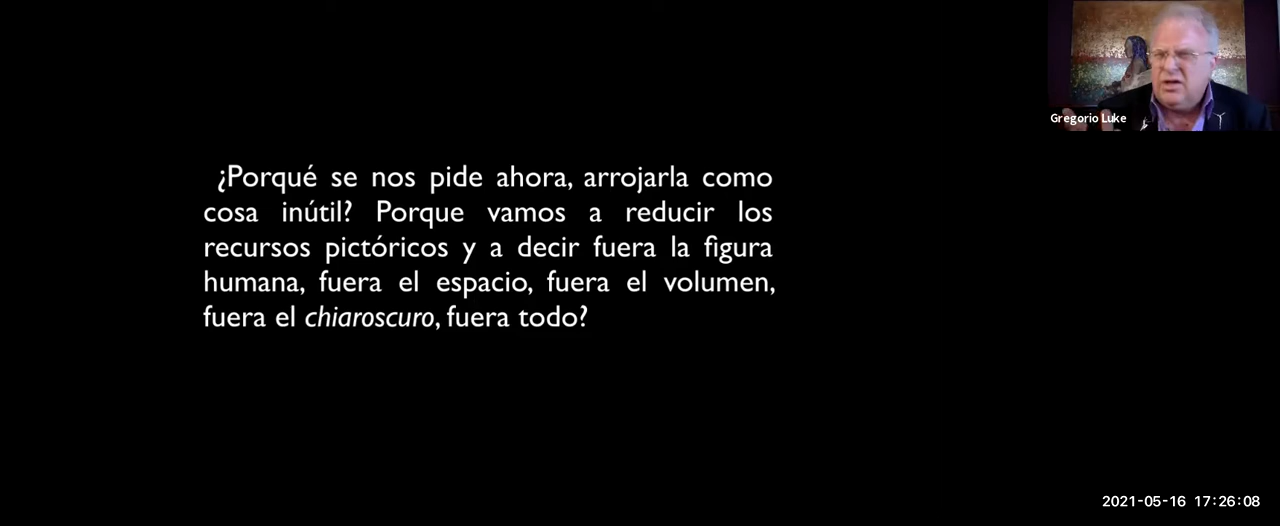 Gregorio Luke
¿Porqué se nos pide ahora, arrojarla como
cosa inútil? Porque vamos a reducir los
recursos pictóricos y a decir fuera la figura
humana, fuera el espacio, fuera el volumen,
fuera el chiaroscuro, fuera todo?
2021-05-16 17:26:08